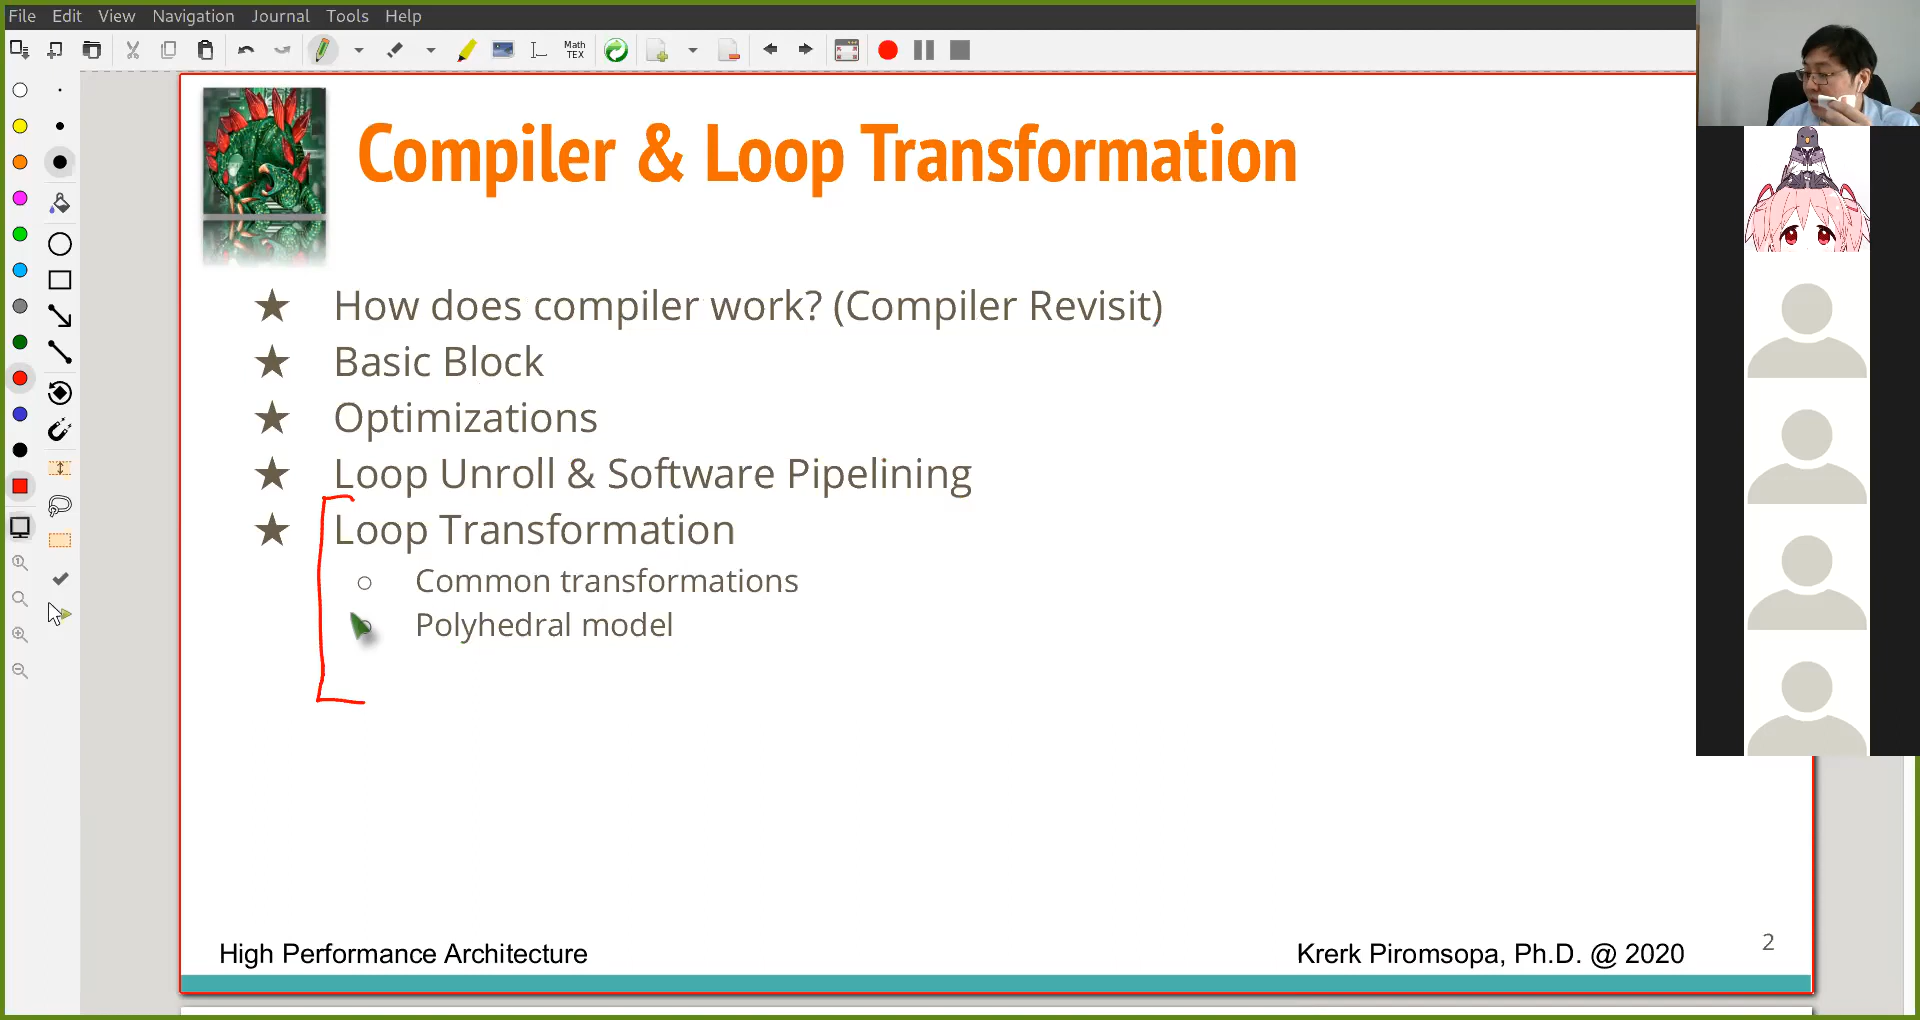 File Edit View Navigation Journal Tools Help
Math
TEX
Compiler & Loop Transformation
★ How does compiler work? (Compiler Revisit)
★ Basic Block
★ Optimizations
★ Loop Unroll & Software Pipelining
★ Loop Transformation
○ Common transformations
○ Polyhedral model
High Performance Architecture
Krerk Piromsopa, Ph.D. @ 2020
2